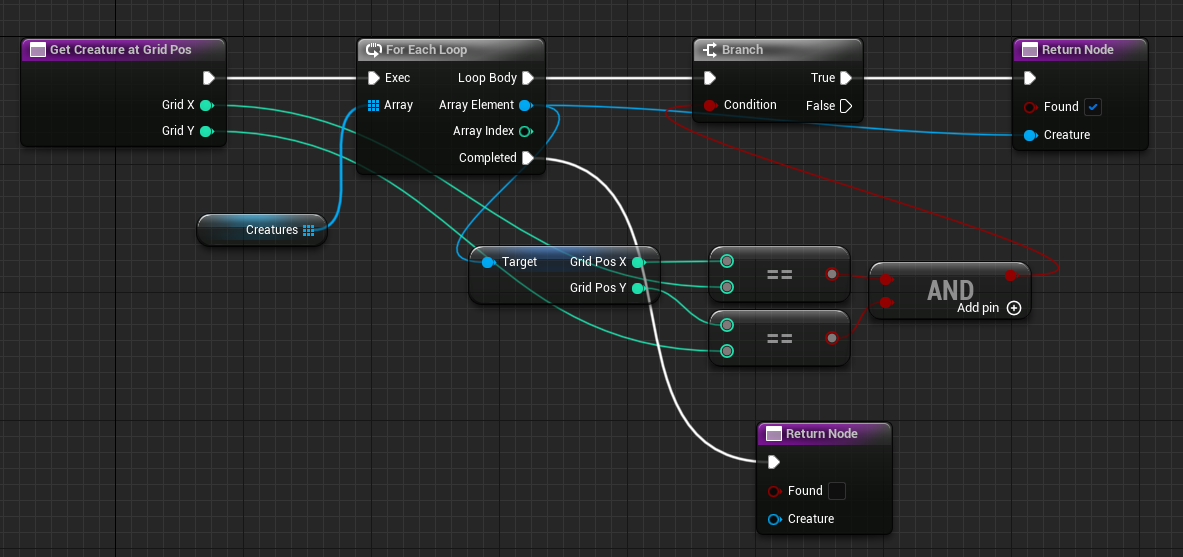 Get Creature at Grid Pos
Grid X
Grid Y
For Each Loop
Exec
Loop Body
Array
Array Element
Array Index
Completed
Branch
True
Condition
False
Return Node
Found
Creature
Creatures
Target
Grid Pos X
Grid Pos Y
==
==
AND
Add pin
Return Node
Found
Creature